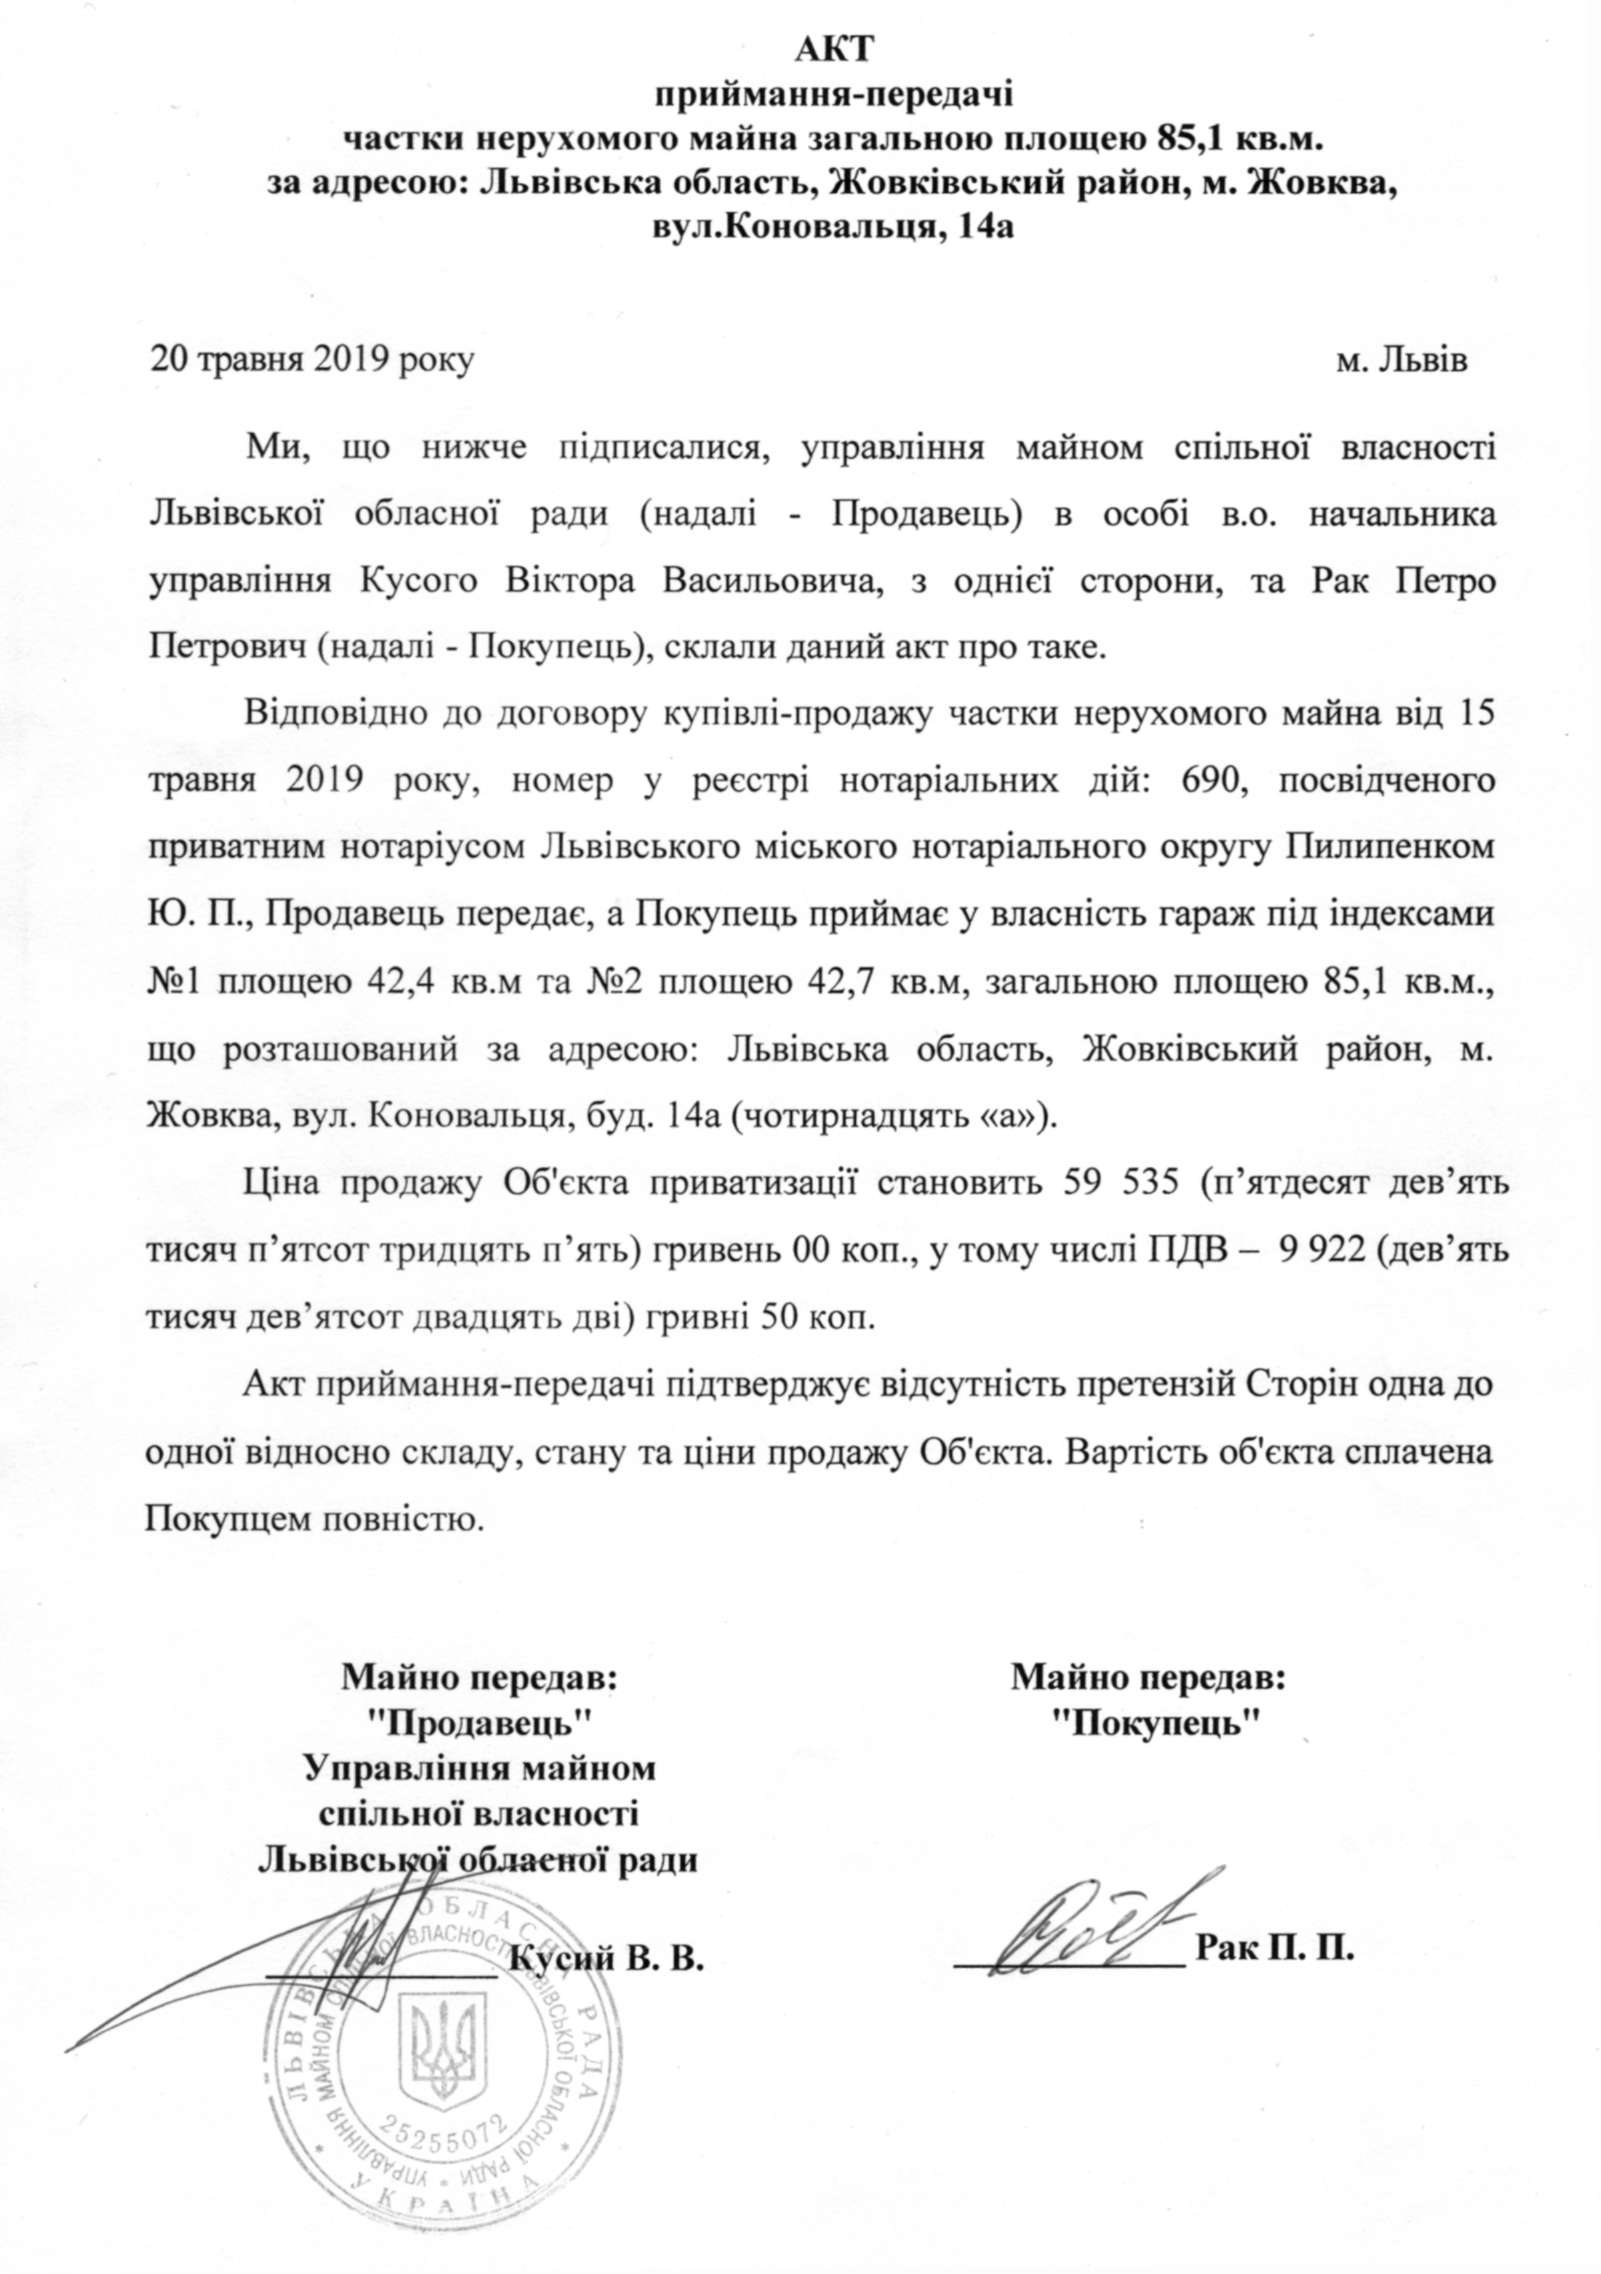 АКТ
приймання-передачі
частки нерухомого майна загальною площею 85,1 кв.м.
за адресою: Львівська область, Жовківський район, м. Жовква,
вул.Коновальця, 14а
20 травня 2019 року м. Львів
Ми, що нижче підписалися, управління майном спільної власності
Львівської обласної ради (надалі - Продавець) в особі в.о. начальника
управління Кусого Віктора Васильовича, з однієї сторони, та Рак Петро
Петрович (надалі - Покупець), склали даний акт про таке.
Відповідно до договору купівлі-продажу частки нерухомого майна від 15
травня 2019 року, номер у реєстрі нотаріальних дій: 690, посвідченого
приватним нотаріусом Львівського міського нотаріального округу Пилипенком
Ю. П., Продавець передає, а Покупець приймає у власність гараж під індексами
№1 площею 42,4 кв.м та №2 площею 42,7 кв.м, загальною площею 85,1 кв.м.,
що розташований за адресою: Львівська область, Жовківський район, м.
Жовква, вул. Коновальця, буд. 14а (чотирнадцять «а»).
Ціна продажу Об'єкта приватизації становить 59 535 (п’ятдесят дев’ять
тисяч п’ятсот тридцять п’ять) гривень 00 коп., у тому числі ПДВ – 9 922 (дев’ять
тисяч дев’ятсот двадцять дві) гривні 50 коп.
Акт приймання-передачі підтверджує відсутність претензій Сторін одна до
одної відносно складу, стану та ціни продажу Об'єкта. Вартість об'єкта сплачена
Покупцем повністю.
Майно передав:
"Продавець"
Управління майном
спільної власності
Львівської обласної ради
Кусий В. В.
Майно передав:
"Покупець"
Рак П. П.
ЛЬВІВСЬКА ОБЛАСНА РАДА
* УКРАЇНА *
УПРАВЛІННЯ МАЙНОМ СПІЛЬНОЇ ВЛАСНОСТІ ЛЬВІВСЬКОЇ ОБЛАСНОЇ РАДИ *
25255072